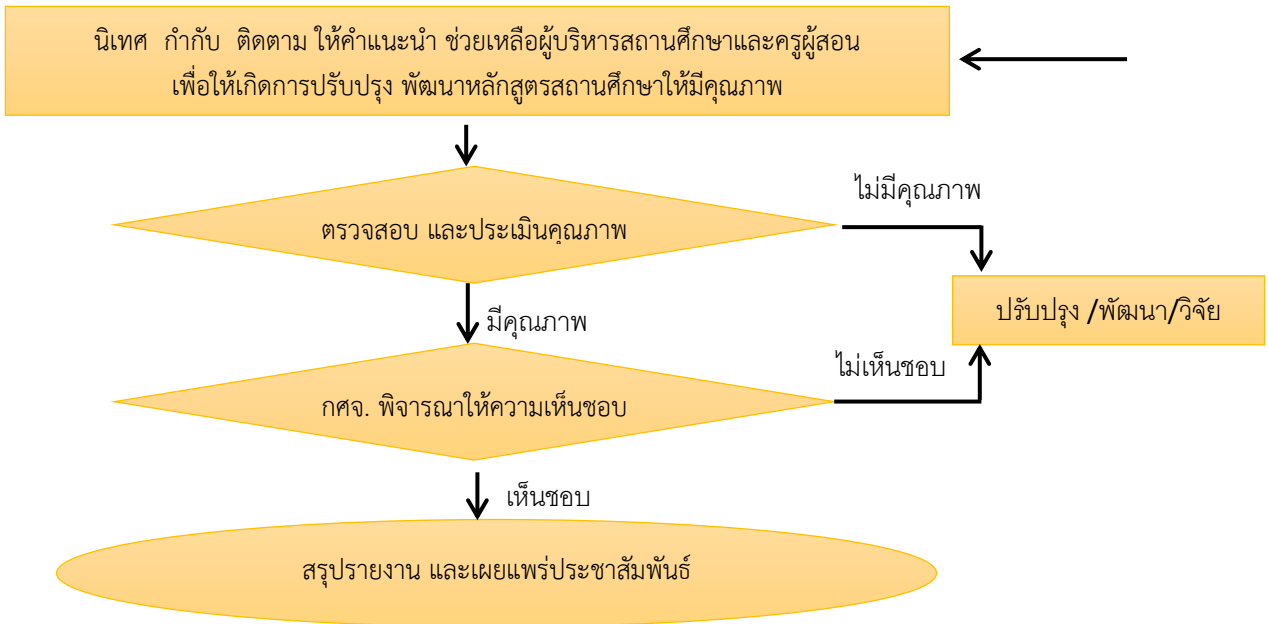 นิเทศ กำกับ ติดตาม ให้คำแนะนำ ช่วยเหลือผู้บริหารสถานศึกษาและครูผู้สอน
เพื่อให้เกิดการปรับปรุง พัฒนาหลักสูตรสถานศึกษาให้มีคุณภาพ
ไม่มีคุณภาพ
ตรวจสอบ และประเมินคุณภาพ
ปรับปรุง /พัฒนา/วิจัย
มีคุณภาพ
ไม่เห็นชอบ
กศจ. พิจารณาให้ความเห็นชอบ
เห็นชอบ
สรุปรายงาน และเผยแพร่ประชาสัมพันธ์